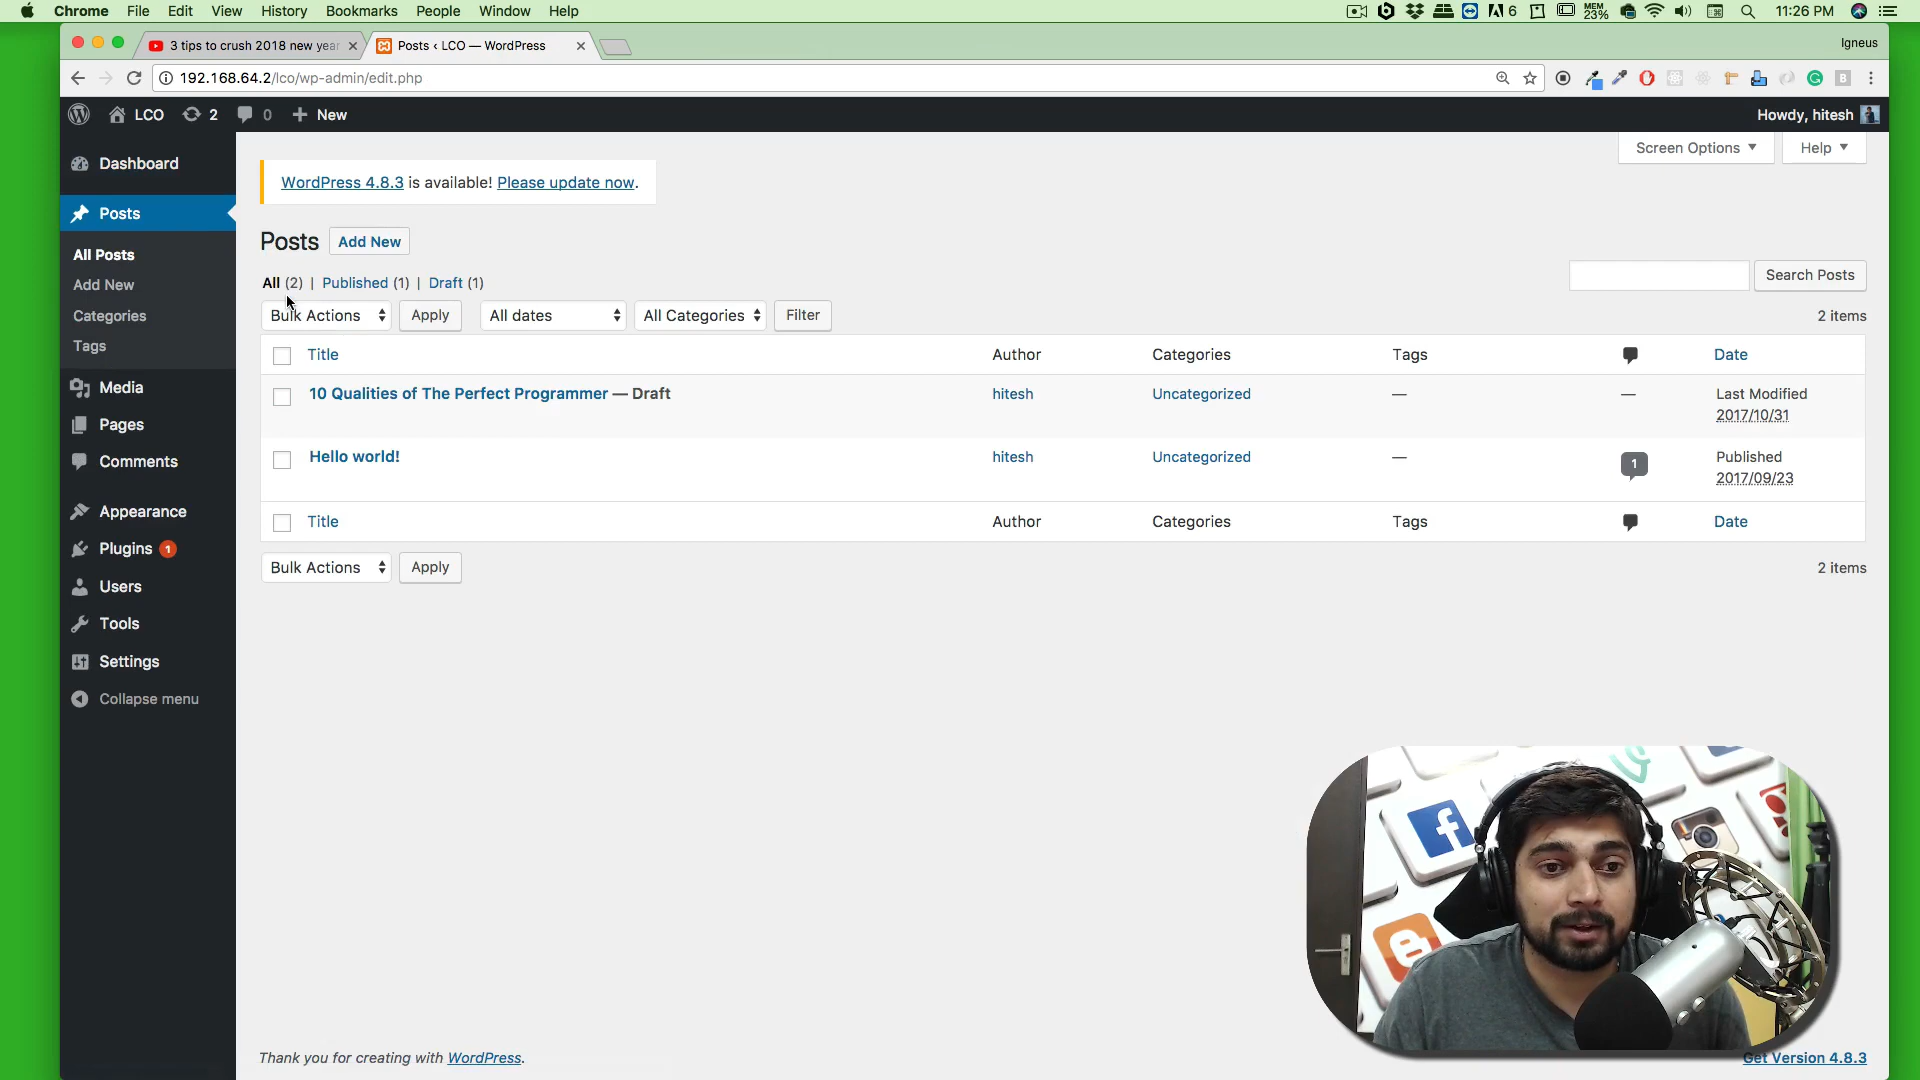 Chrome File Edit View History Bookmarks People Window Help
6 MEM 23% 11:26 PM
3 tips to crush 2018 new year
Posts ‹ LCO — WordPress
Igneus
192.168.64.2/lco/wp-admin/edit.php
LCO 2 0 + New
Howdy, hitesh
Screen Options
Help
Dashboard
Posts
All Posts
Add New
Categories
Tags
Media
Pages
Comments
Appearance
Plugins 1
Users
Tools
Settings
Collapse menu
WordPress 4.8.3 is available! Please update now.
Posts Add New
All (2) | Published (1) | Draft (1)
Search Posts
Bulk Actions Apply All dates All Categories Filter
2 items
Title Author Categories Tags Date
10 Qualities of The Perfect Programmer — Draft hitesh Uncategorized — — Last Modified
2017/10/31
Hello world! hitesh Uncategorized — 1 Published
2017/09/23
Title Author Categories Tags Date
Bulk Actions Apply
2 items
Thank you for creating with WordPress.
Get Version 4.8.3